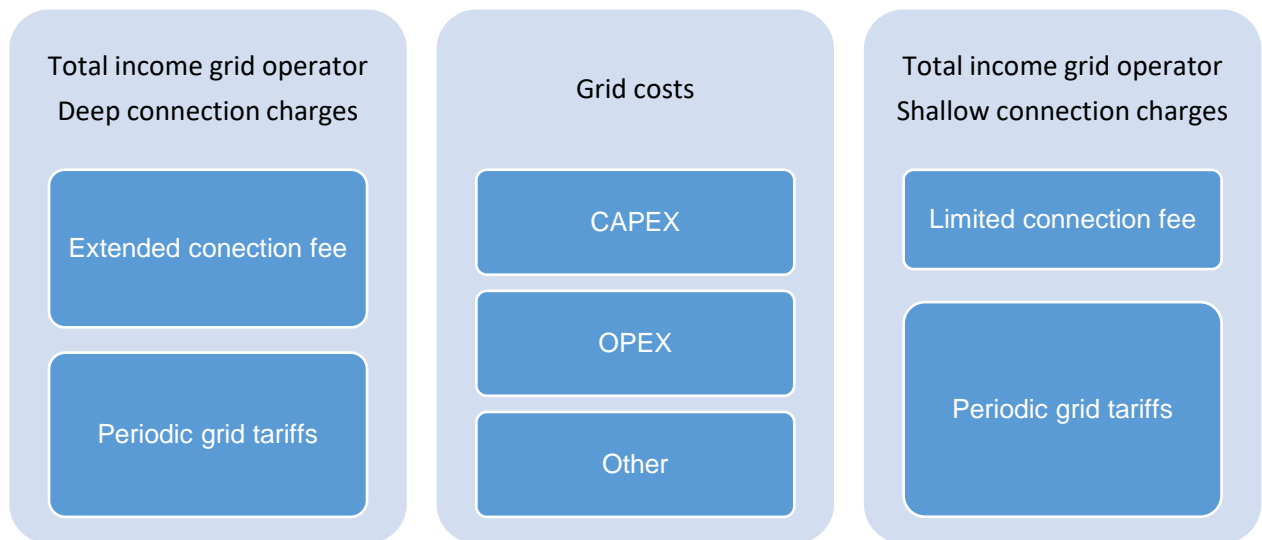 Total income grid operator
Deep connection charges
Extended conection fee
Periodic grid tariffs
Grid costs
CAPEX
OPEX
Other
Total income grid operator
Shallow connection charges
Limited connection fee
Periodic grid tariffs